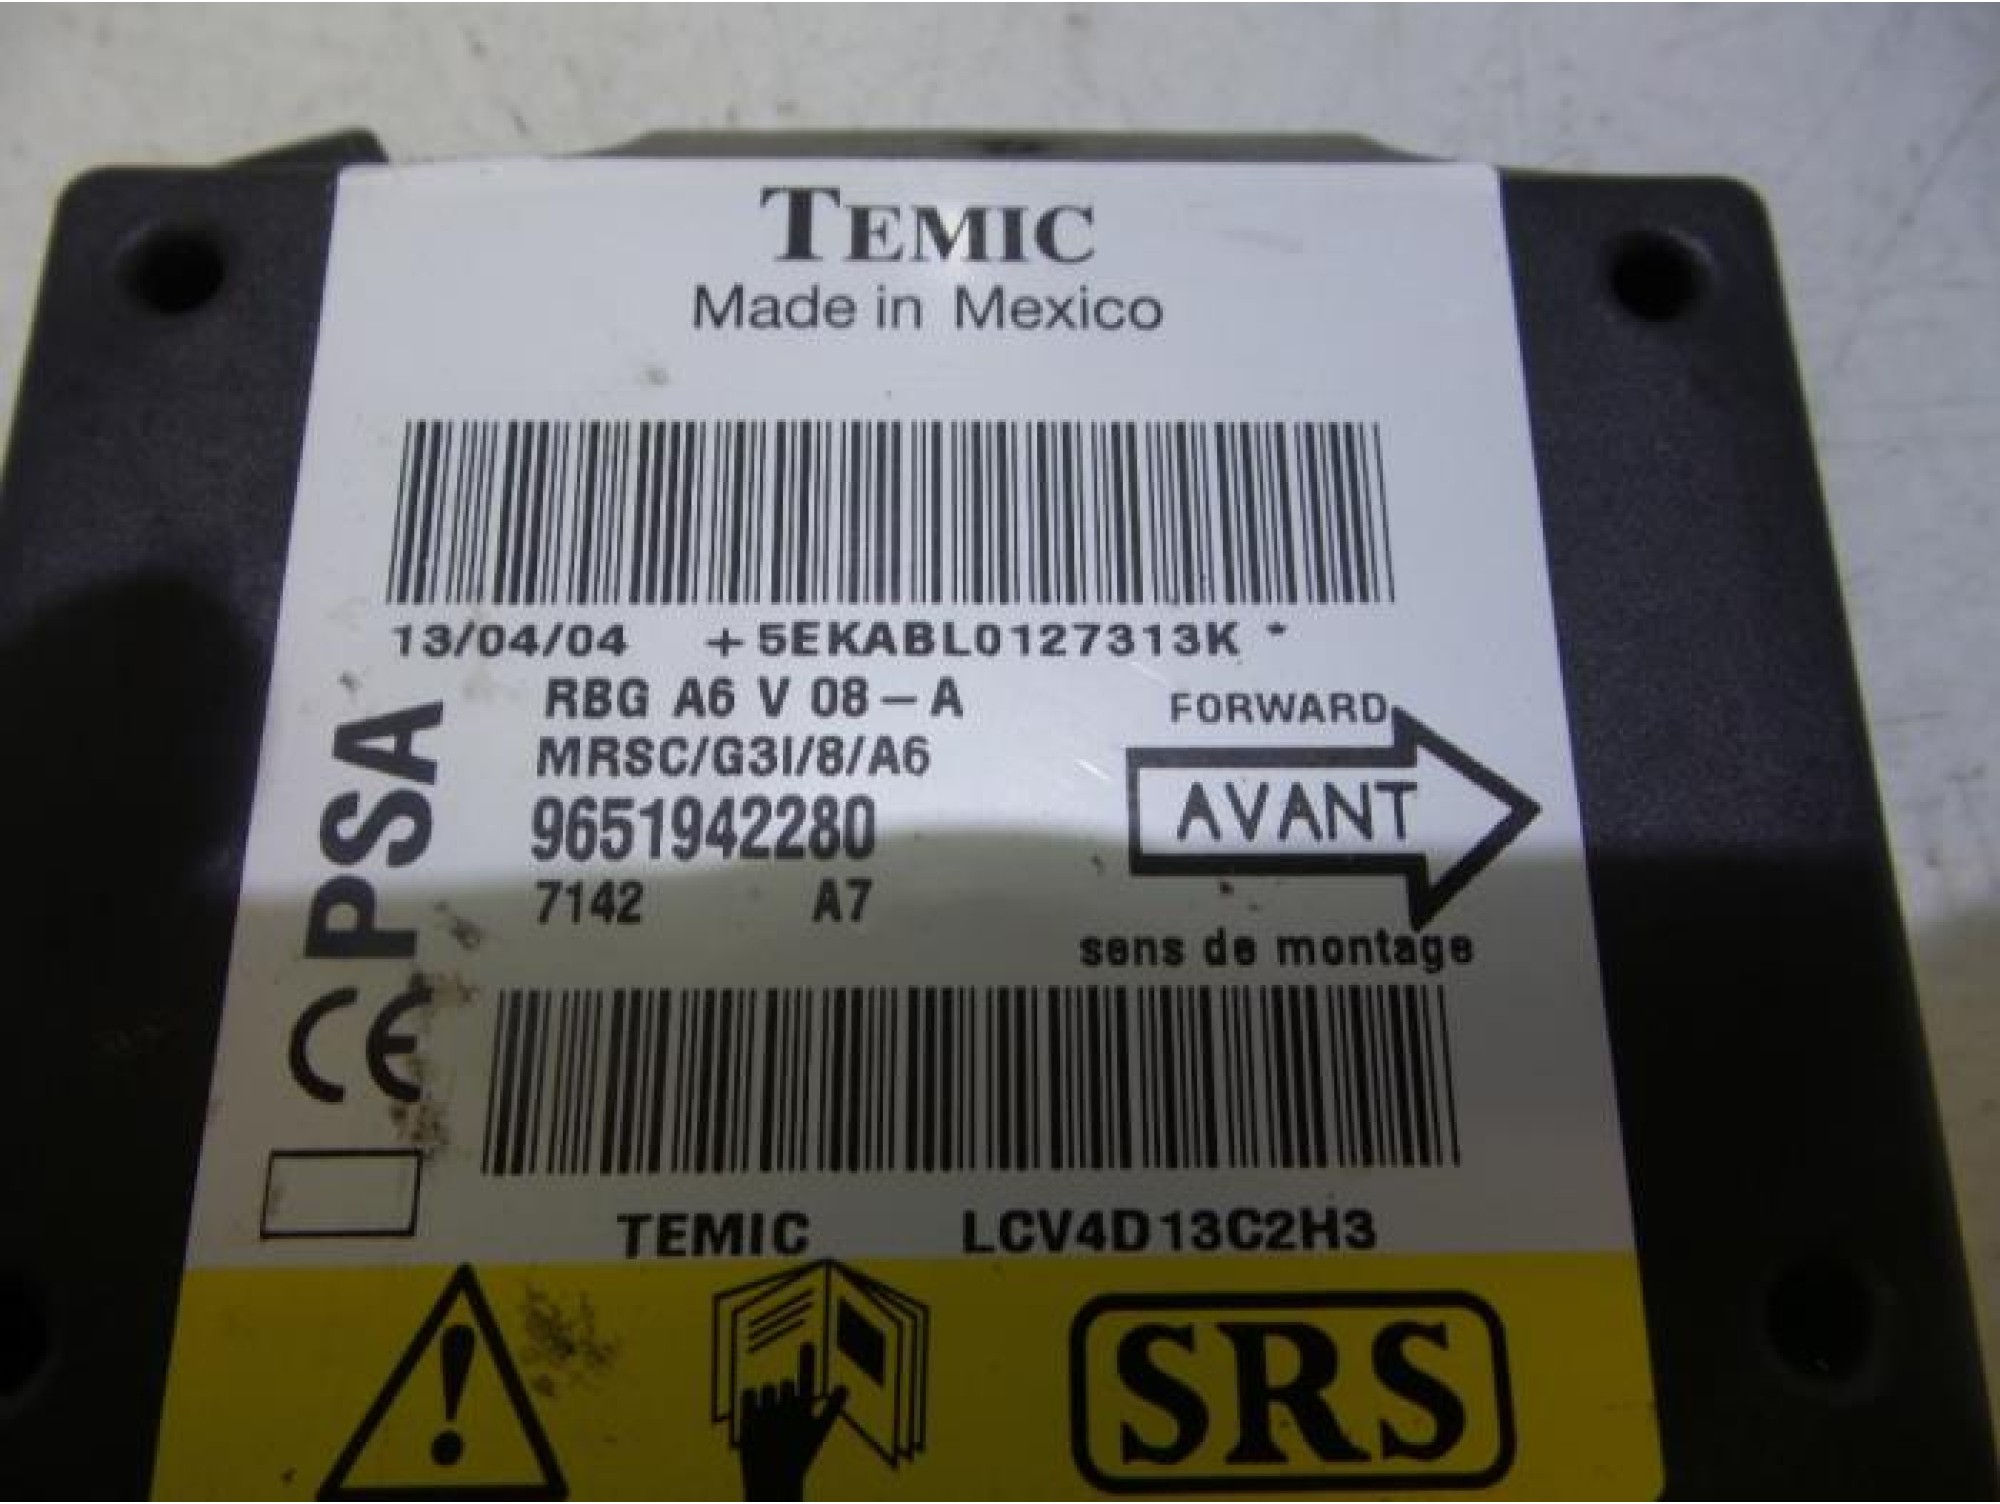 TEMIC
Made in Mexico
13/04/04 +5EKABL0127313K *
RBG A6 V 08-A
MRSC/G3I/8/A6
9651942280
7142 A7
FORWARD
AVANT
sens de montage
PSA
CE
TEMIC LCV4D13C2H3
SRS